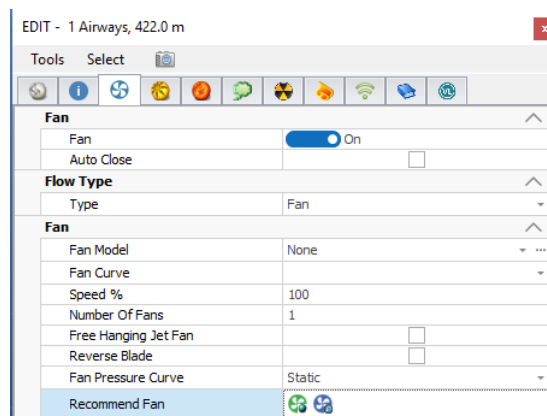 EDIT - 1 Airways, 422.0 m
Tools Select
Fan
Fan On
Auto Close
Flow Type
Type Fan
Fan
Fan Model None
Fan Curve
Speed % 100
Number Of Fans 1
Free Hanging Jet Fan
Reverse Blade
Fan Pressure Curve Static
Recommend Fan